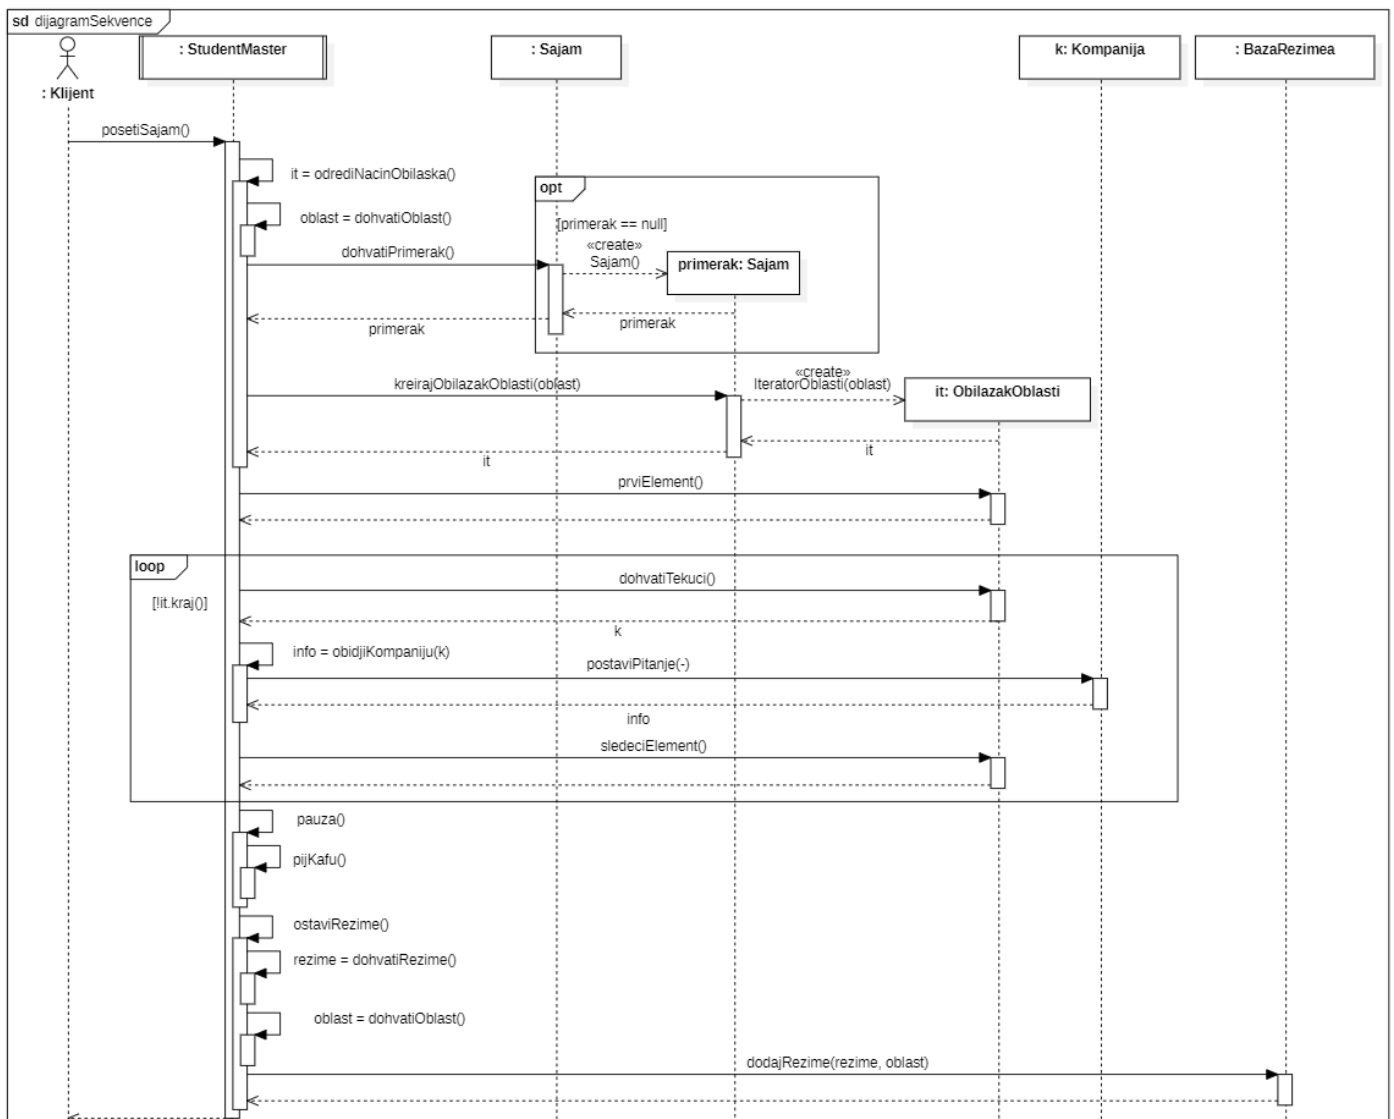 sd dijagramSekvence
: Klijent
: StudentMaster
: Sajam
k: Kompanija
: BazaRezimea
posetiSajam()
it = odrediNacinObilaska()
oblast = dohvatiOblast()
opt
[primerak == null]
dohvatiPrimerak()
«create»
Sajam()
primerak: Sajam
primerak
primerak
kreirajObilazakOblasti(oblast)
«create»
IteratorOblasti(oblast)
it: ObilazakOblasti
it
it
prviElement()
loop
[!it.kraj()]
dohvatiTekuci()
k
info = obidjiKompaniju(k)
postaviPitanje(-)
info
sledeciElement()
pauza()
pijKafu()
ostaviRezime()
rezime = dohvatiRezime()
oblast = dohvatiOblast()
dodajRezime(rezime, oblast)